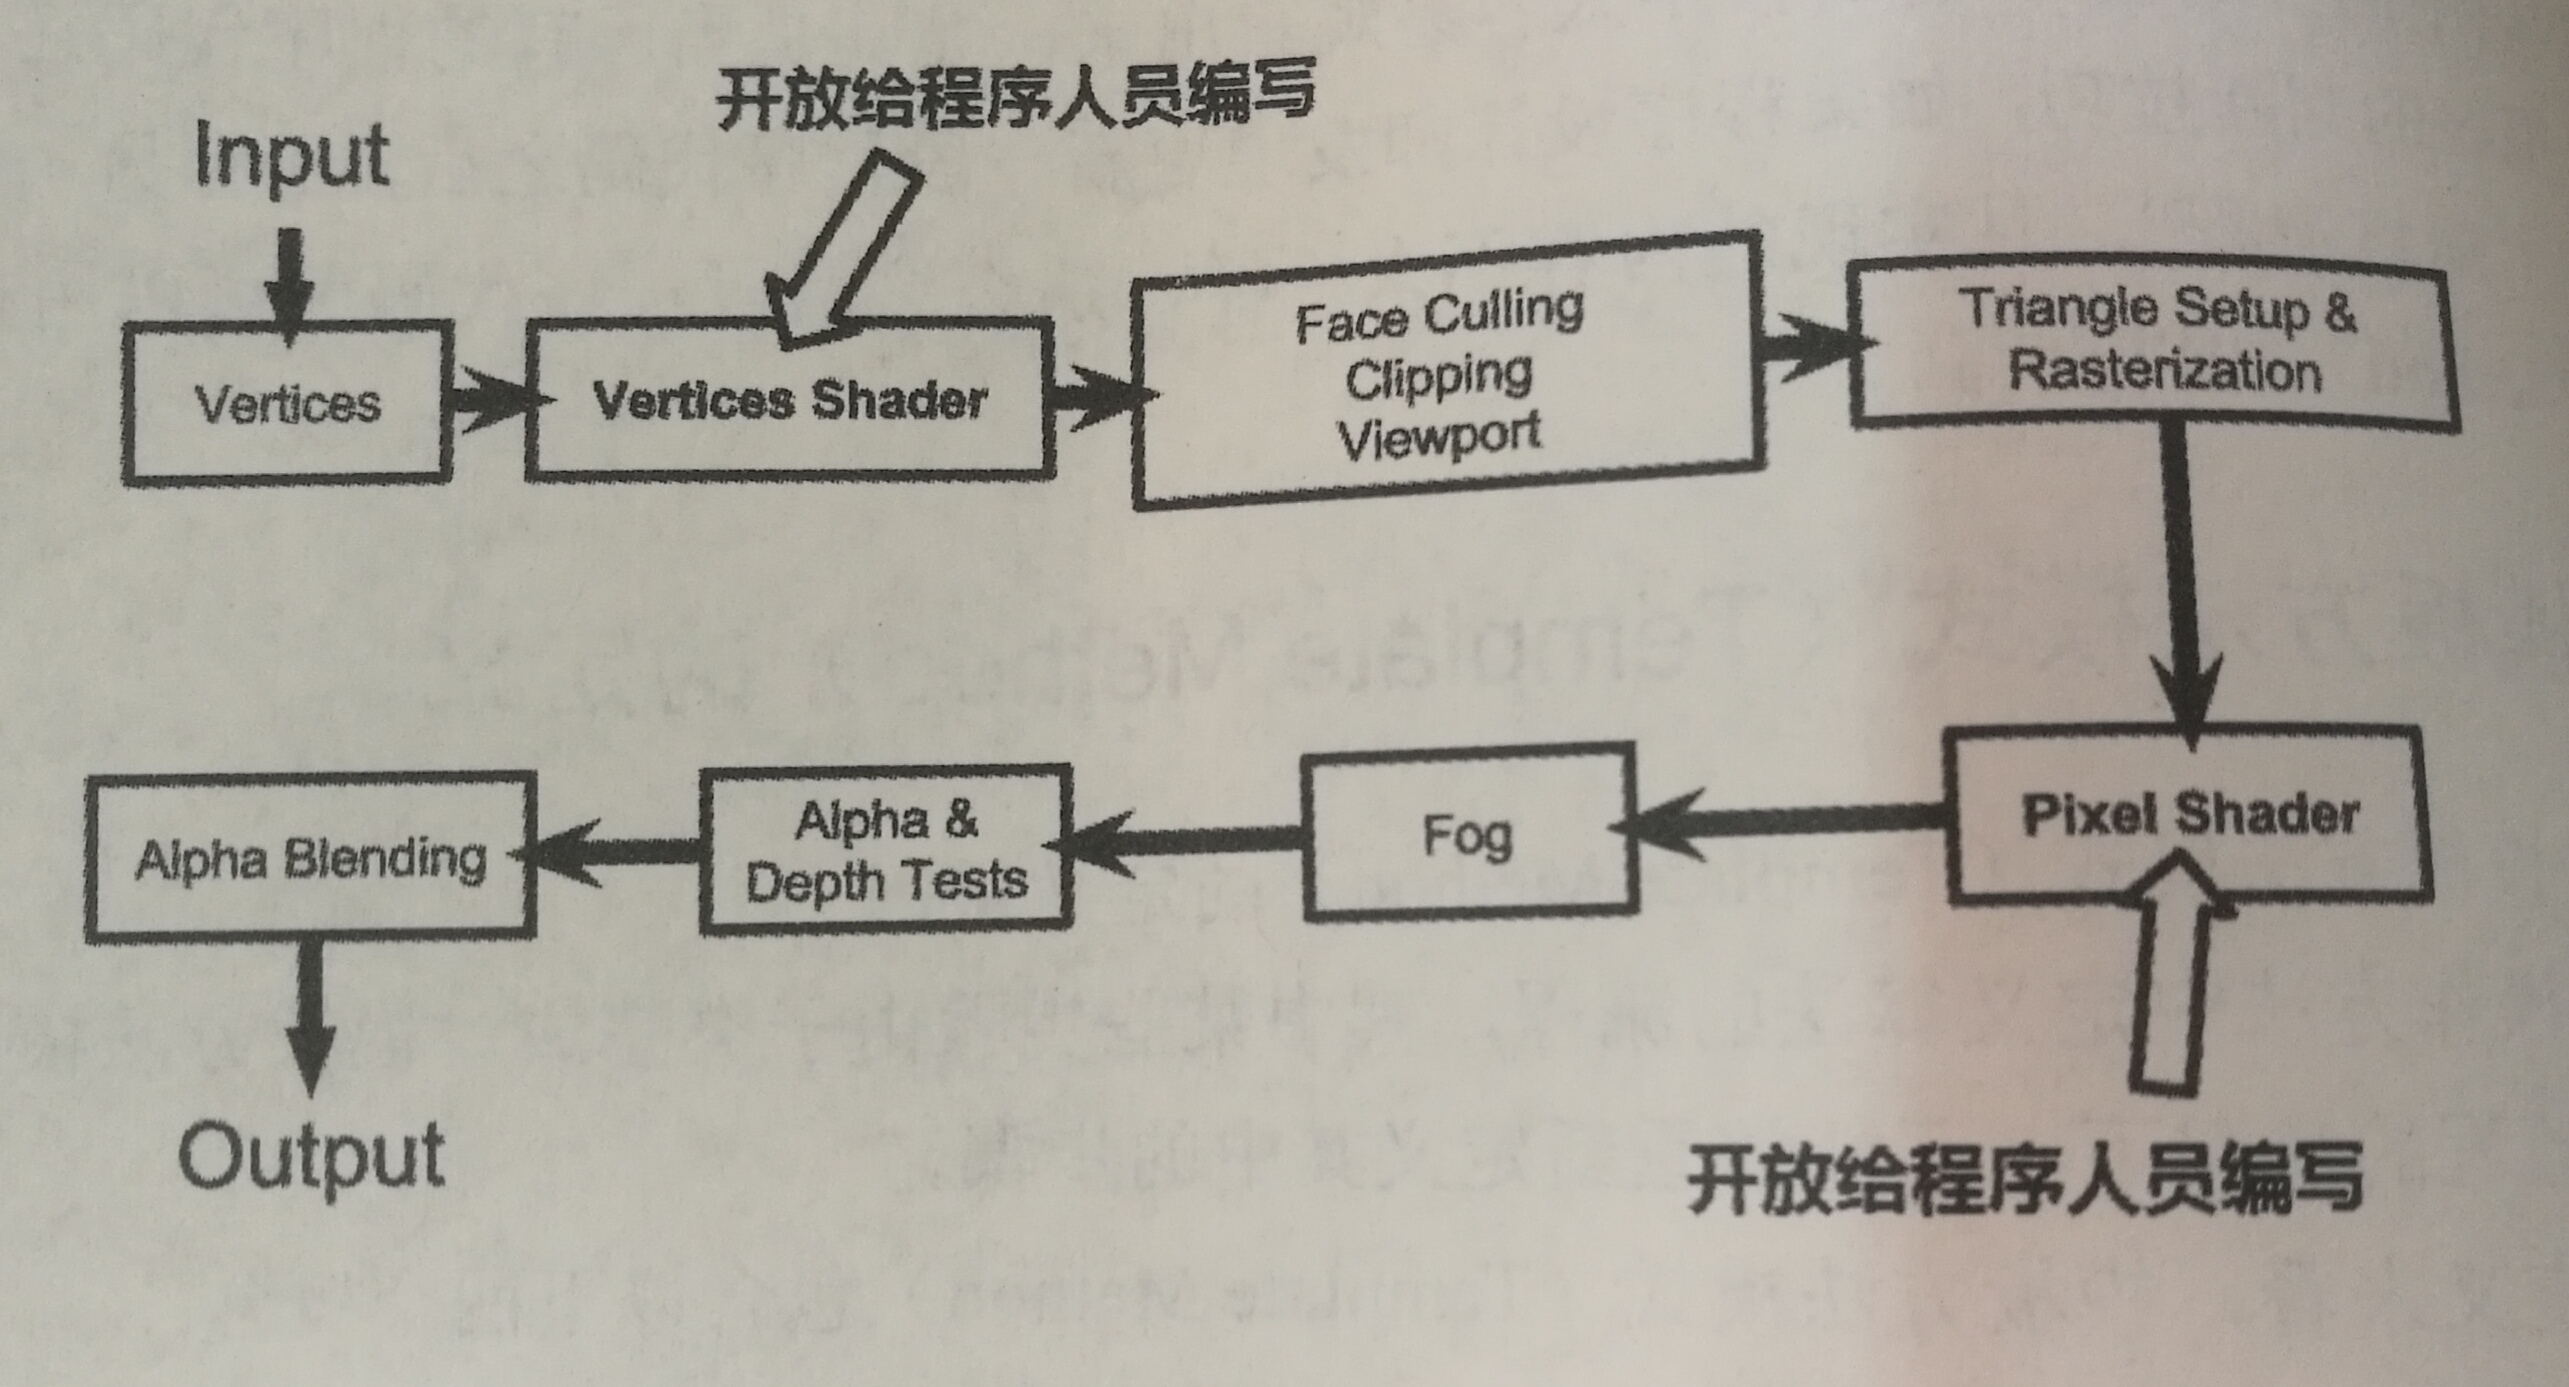 开放给程序人员编写
Input
Vertices
Vertices Shader
Face Culling
Clipping
Viewport
Triangle Setup &
Rasterization
Pixel Shader
开放给程序人员编写
Fog
Alpha &
Depth Tests
Alpha Blending
Output